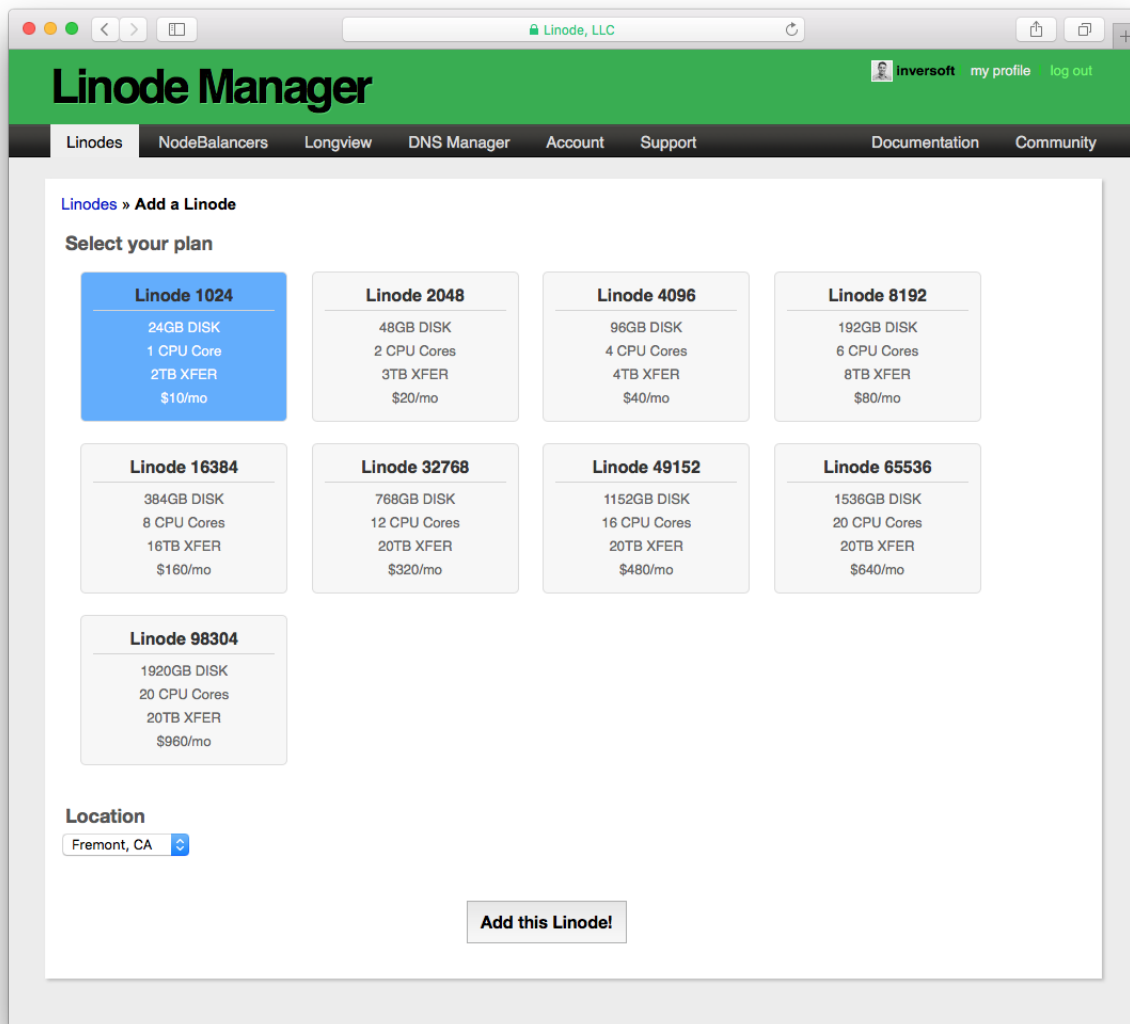 Linode, LLC
Linode Manager
inversoft my profile log out
Linodes NodeBalancers Longview DNS Manager Account Support Documentation Community
Linodes » Add a Linode
Select your plan
Linode 1024
24GB DISK
1 CPU Core
2TB XFER
$10/mo
Linode 2048
48GB DISK
2 CPU Cores
3TB XFER
$20/mo
Linode 4096
96GB DISK
4 CPU Cores
4TB XFER
$40/mo
Linode 8192
192GB DISK
6 CPU Cores
8TB XFER
$80/mo
Linode 16384
384GB DISK
8 CPU Cores
16TB XFER
$160/mo
Linode 32768
768GB DISK
12 CPU Cores
20TB XFER
$320/mo
Linode 49152
1152GB DISK
16 CPU Cores
20TB XFER
$480/mo
Linode 65536
1536GB DISK
20 CPU Cores
20TB XFER
$640/mo
Linode 98304
1920GB DISK
20 CPU Cores
20TB XFER
$960/mo
Location
Fremont, CA
Add this Linode!